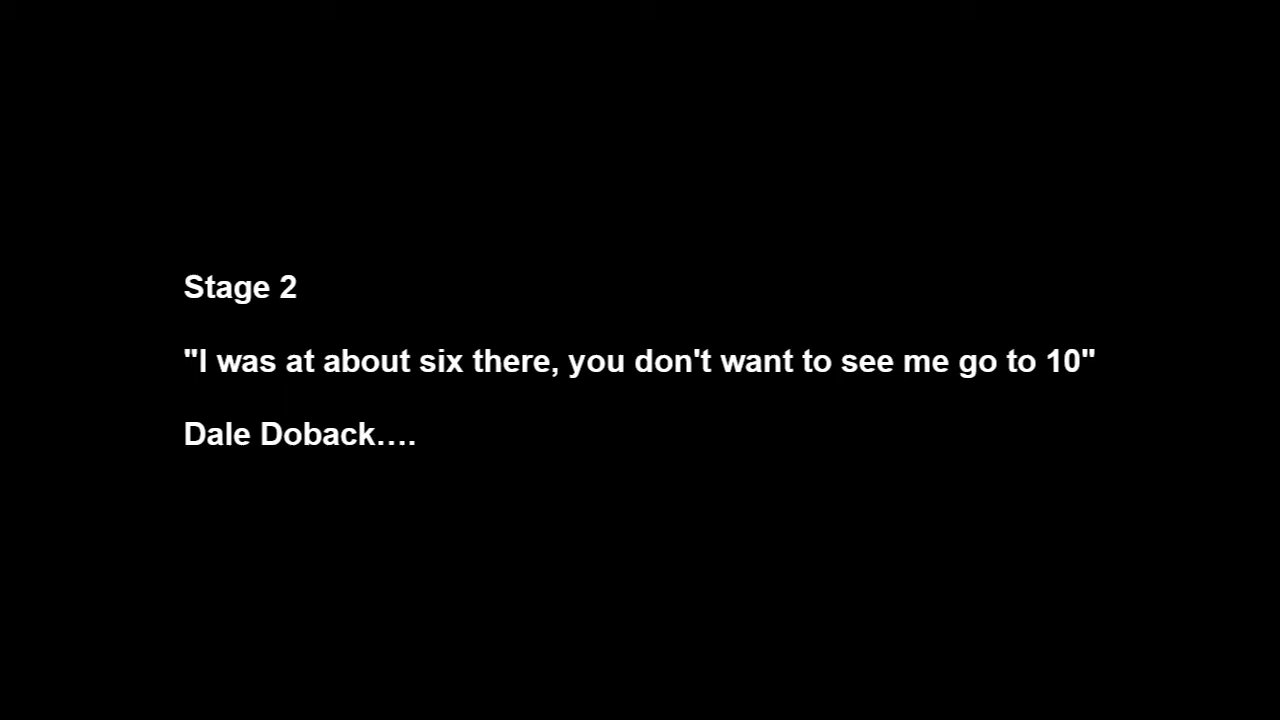 Stage 2
"I was at about six there, you don't want to see me go to 10"
Dale Doback….